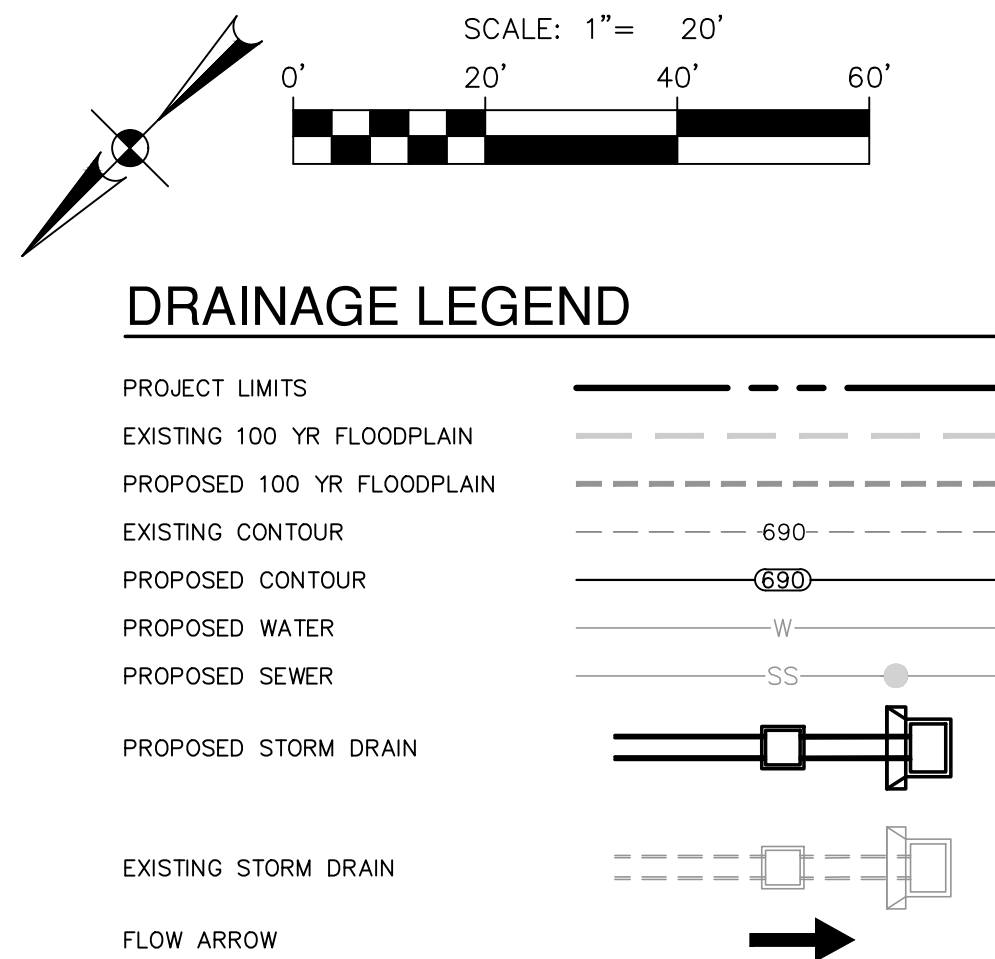 SCALE: 1”= 20’
0’ 20’ 40’ 60’
DRAINAGE LEGEND
PROJECT LIMITS
EXISTING 100 YR FLOODPLAIN
PROPOSED 100 YR FLOODPLAIN
EXISTING CONTOUR 690
PROPOSED CONTOUR 690
PROPOSED WATER W
PROPOSED SEWER SS
PROPOSED STORM DRAIN
EXISTING STORM DRAIN
FLOW ARROW